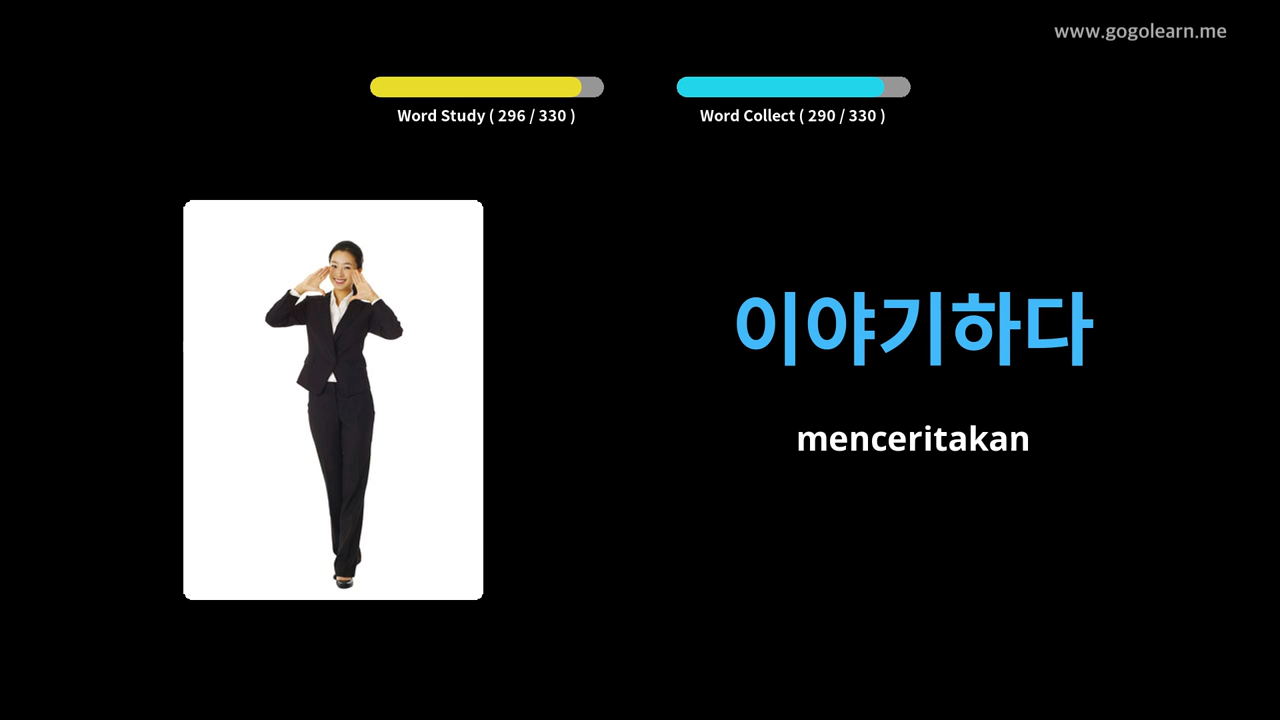 www.gogolearn.me
Word Study ( 296 / 330 )
Word Collect ( 290 / 330 )
이야기하다
menceritakan